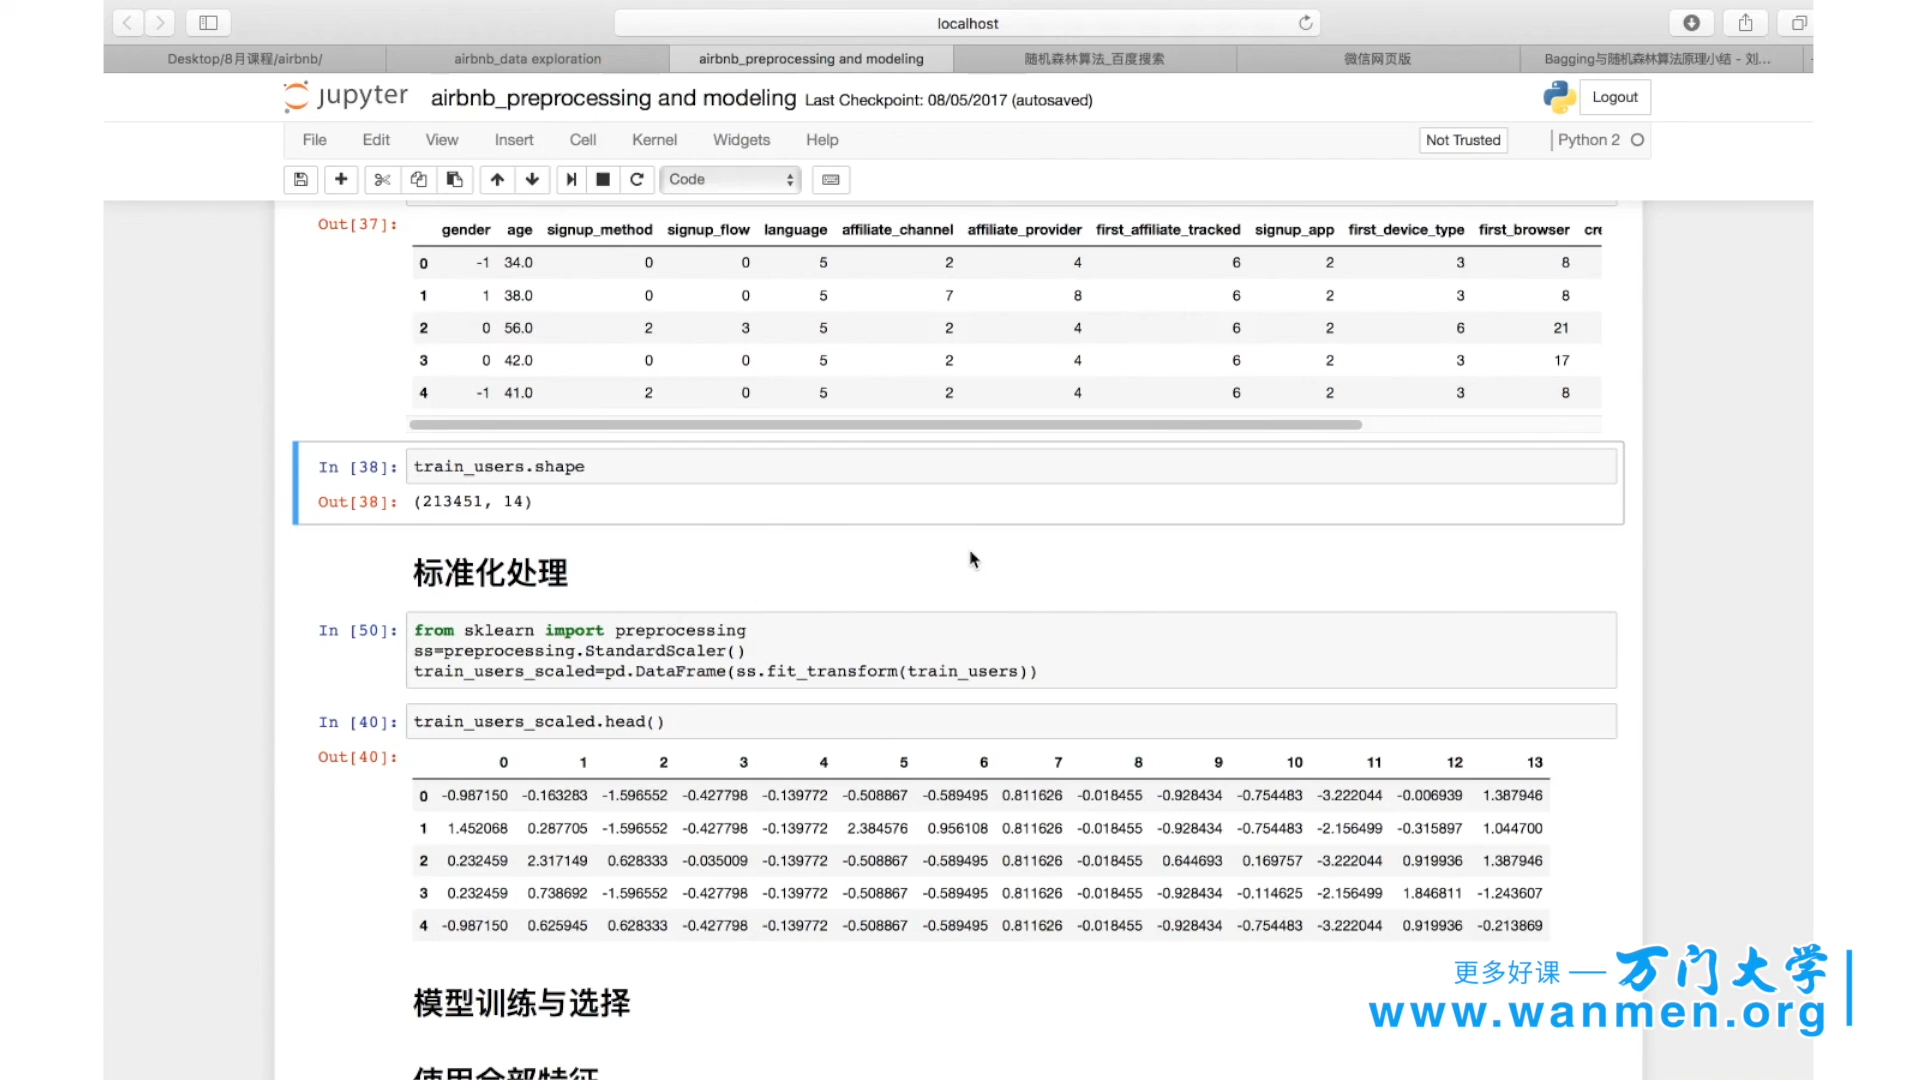 localhost
Desktop/8月课程/airbnb/ airbnb_data exploration airbnb_preprocessing and modeling 随机森林算法_百度搜索 微信网页版 Bagging与随机森林算法原理小结 - 刘...
jupyter airbnb_preprocessing and modeling Last Checkpoint: 08/05/2017 (autosaved) Logout
File Edit View Insert Cell Kernel Widgets Help Not Trusted Python 2
Code
Out[37]:
gender age signup_method signup_flow language affiliate_channel affiliate_provider first_affiliate_tracked signup_app first_device_type first_browser cre
0 -1 34.0 0 0 5 2 4 6 2 3 8
1 1 38.0 0 0 5 7 8 6 2 3 8
2 0 56.0 2 3 5 2 4 6 2 6 21
3 0 42.0 0 0 5 2 4 6 2 3 17
4 -1 41.0 2 0 5 2 4 6 2 3 8
In [38]: train_users.shape
Out[38]: (213451, 14)
标准化处理
In [50]: from sklearn import preprocessing
ss=preprocessing.StandardScaler()
train_users_scaled=pd.DataFrame(ss.fit_transform(train_users))
In [40]: train_users_scaled.head()
Out[40]:
0 1 2 3 4 5 6 7 8 9 10 11 12 13
0 -0.987150 -0.163283 -1.596552 -0.427798 -0.139772 -0.508867 -0.589495 0.811626 -0.018455 -0.928434 -0.754483 -3.222044 -0.006939 1.387946
1 1.452068 0.287705 -1.596552 -0.427798 -0.139772 2.384576 0.956108 0.811626 -0.018455 -0.928434 -0.754483 -2.156499 -0.315897 1.044700
2 0.232459 2.317149 0.628333 -0.035009 -0.139772 -0.508867 -0.589495 0.811626 -0.018455 0.644693 0.169757 -3.222044 0.919936 1.387946
3 0.232459 0.738692 -1.596552 -0.427798 -0.139772 -0.508867 -0.589495 0.811626 -0.018455 -0.928434 -0.114625 -2.156499 1.846811 -1.243607
4 -0.987150 0.625945 0.628333 -0.427798 -0.139772 -0.508867 -0.589495 0.811626 -0.018455 -0.928434 -0.754483 -3.222044 0.919936 -0.213869
模型训练与选择
使用全部特征
更多好课 — 万门大学
www.wanmen.org